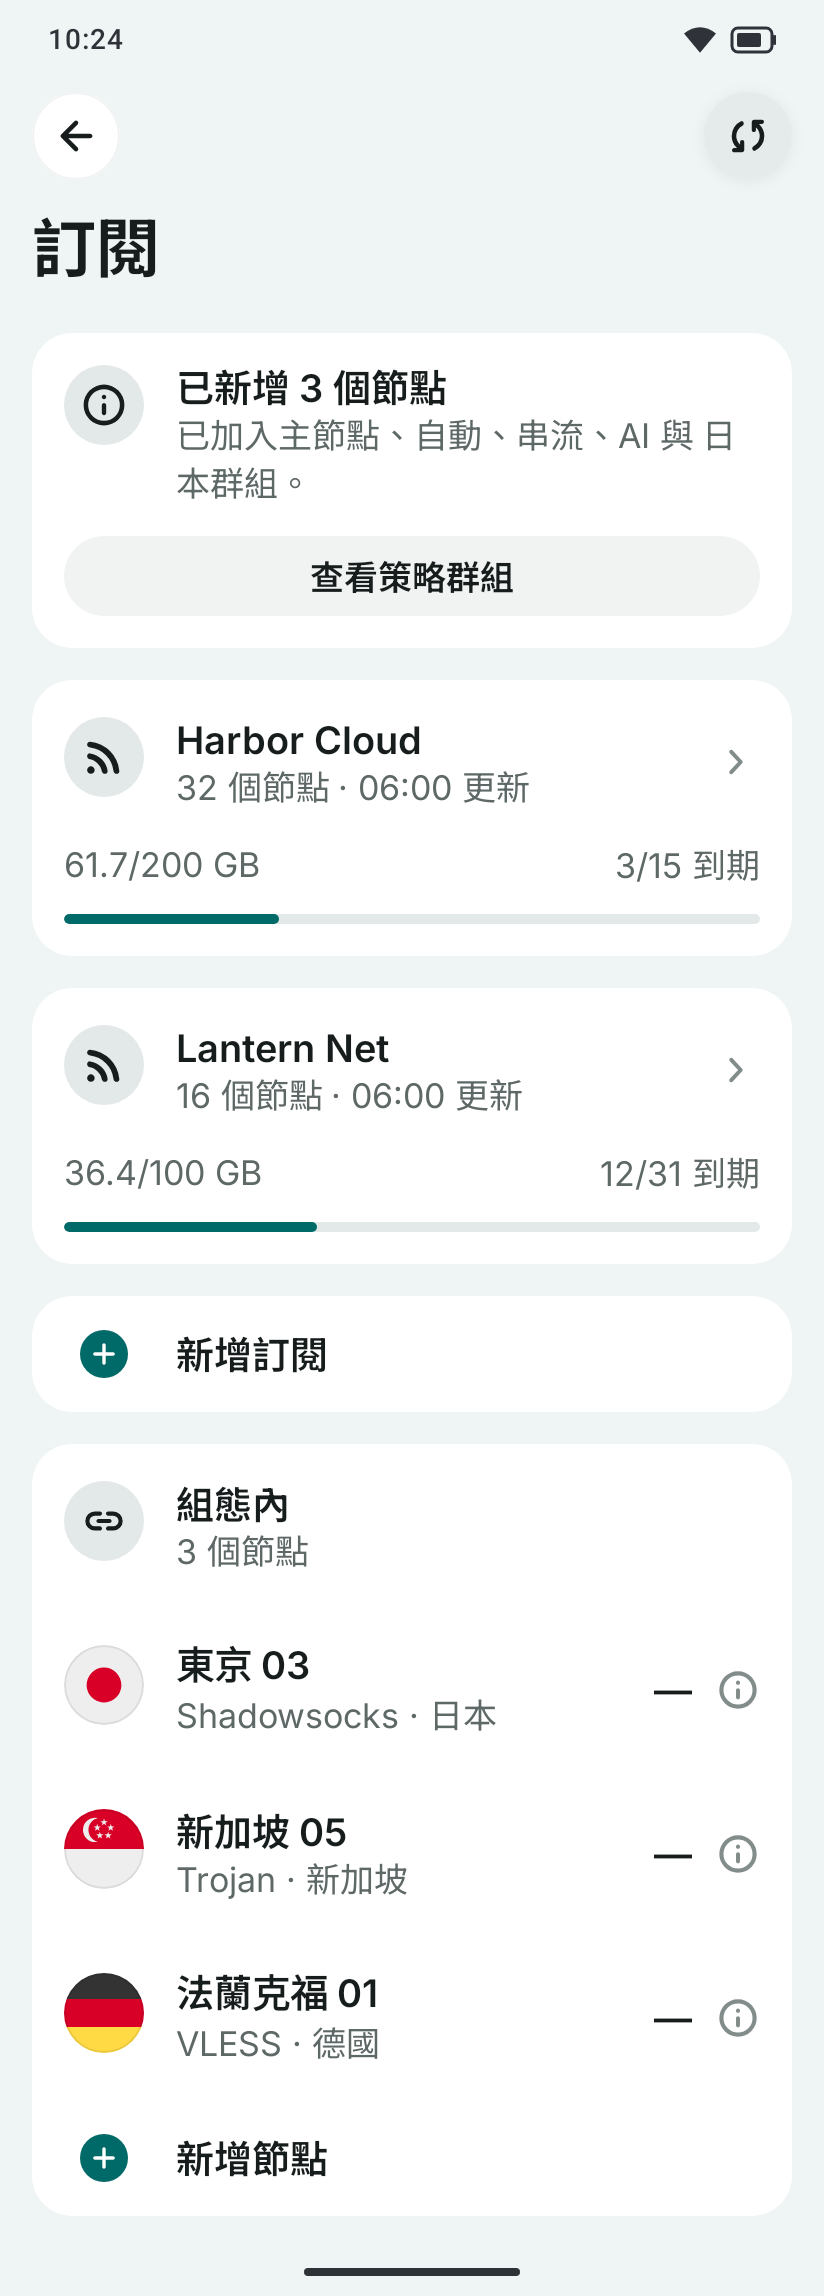 10:24
訂閱
已新增 3 個節點
已加入主節點、自動、串流、AI 與 日
本群組。
查看策略群組
Harbor Cloud
32 個節點 · 06:00 更新
61.7/200 GB
3/15 到期
Lantern Net
16 個節點 · 06:00 更新
36.4/100 GB
12/31 到期
新增訂閱
組態內
3 個節點
東京 03
Shadowsocks · 日本
—
新加坡 05
Trojan · 新加坡
—
法蘭克福 01
VLESS · 德國
—
新增節點